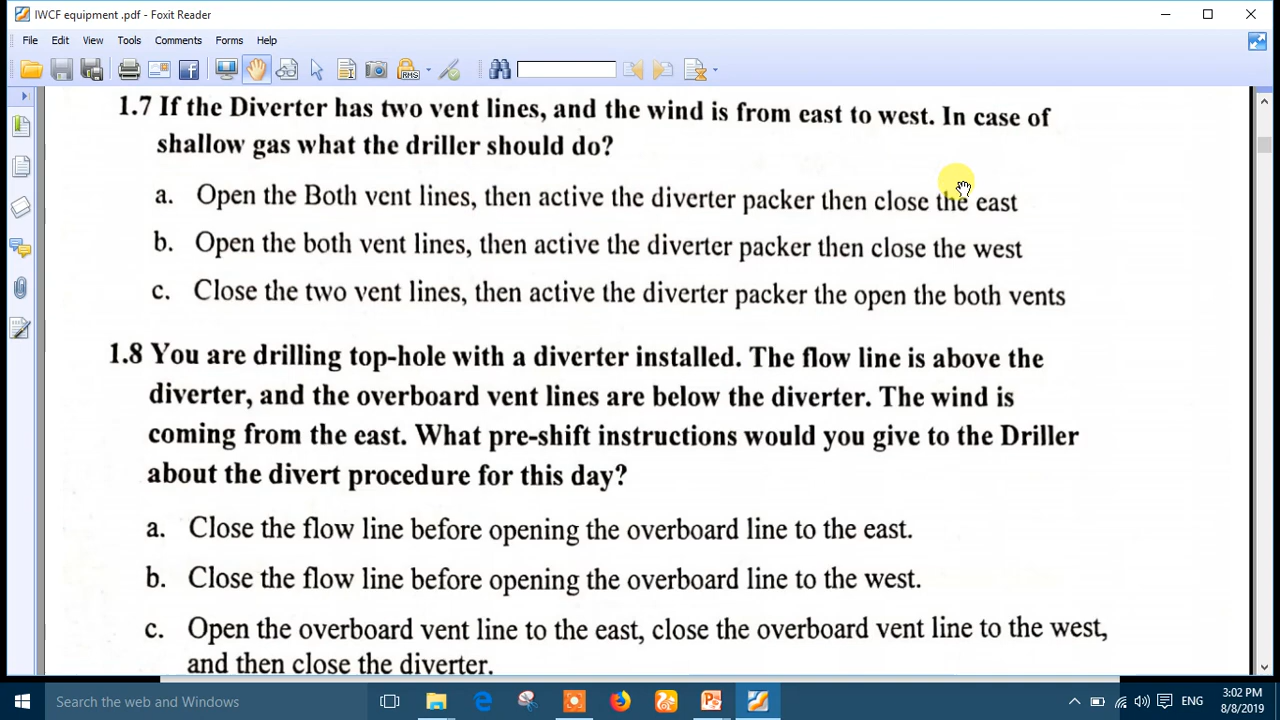 IWCF equipment .pdf - Foxit Reader
File Edit View Tools Comments Forms Help
RMS
1.7 If the Diverter has two vent lines, and the wind is from east to west. In case of
shallow gas what the driller should do?
a. Open the Both vent lines, then active the diverter packer then close the east
b. Open the both vent lines, then active the diverter packer then close the west
c. Close the two vent lines, then active the diverter packer the open the both vents
1.8 You are drilling top-hole with a diverter installed. The flow line is above the
diverter, and the overboard vent lines are below the diverter. The wind is
coming from the east. What pre-shift instructions would you give to the Driller
about the divert procedure for this day?
a. Close the flow line before opening the overboard line to the east.
b. Close the flow line before opening the overboard line to the west.
c. Open the overboard vent line to the east, close the overboard vent line to the west,
and then close the diverter.
Search the web and Windows
ENG
3:02 PM
8/8/2019